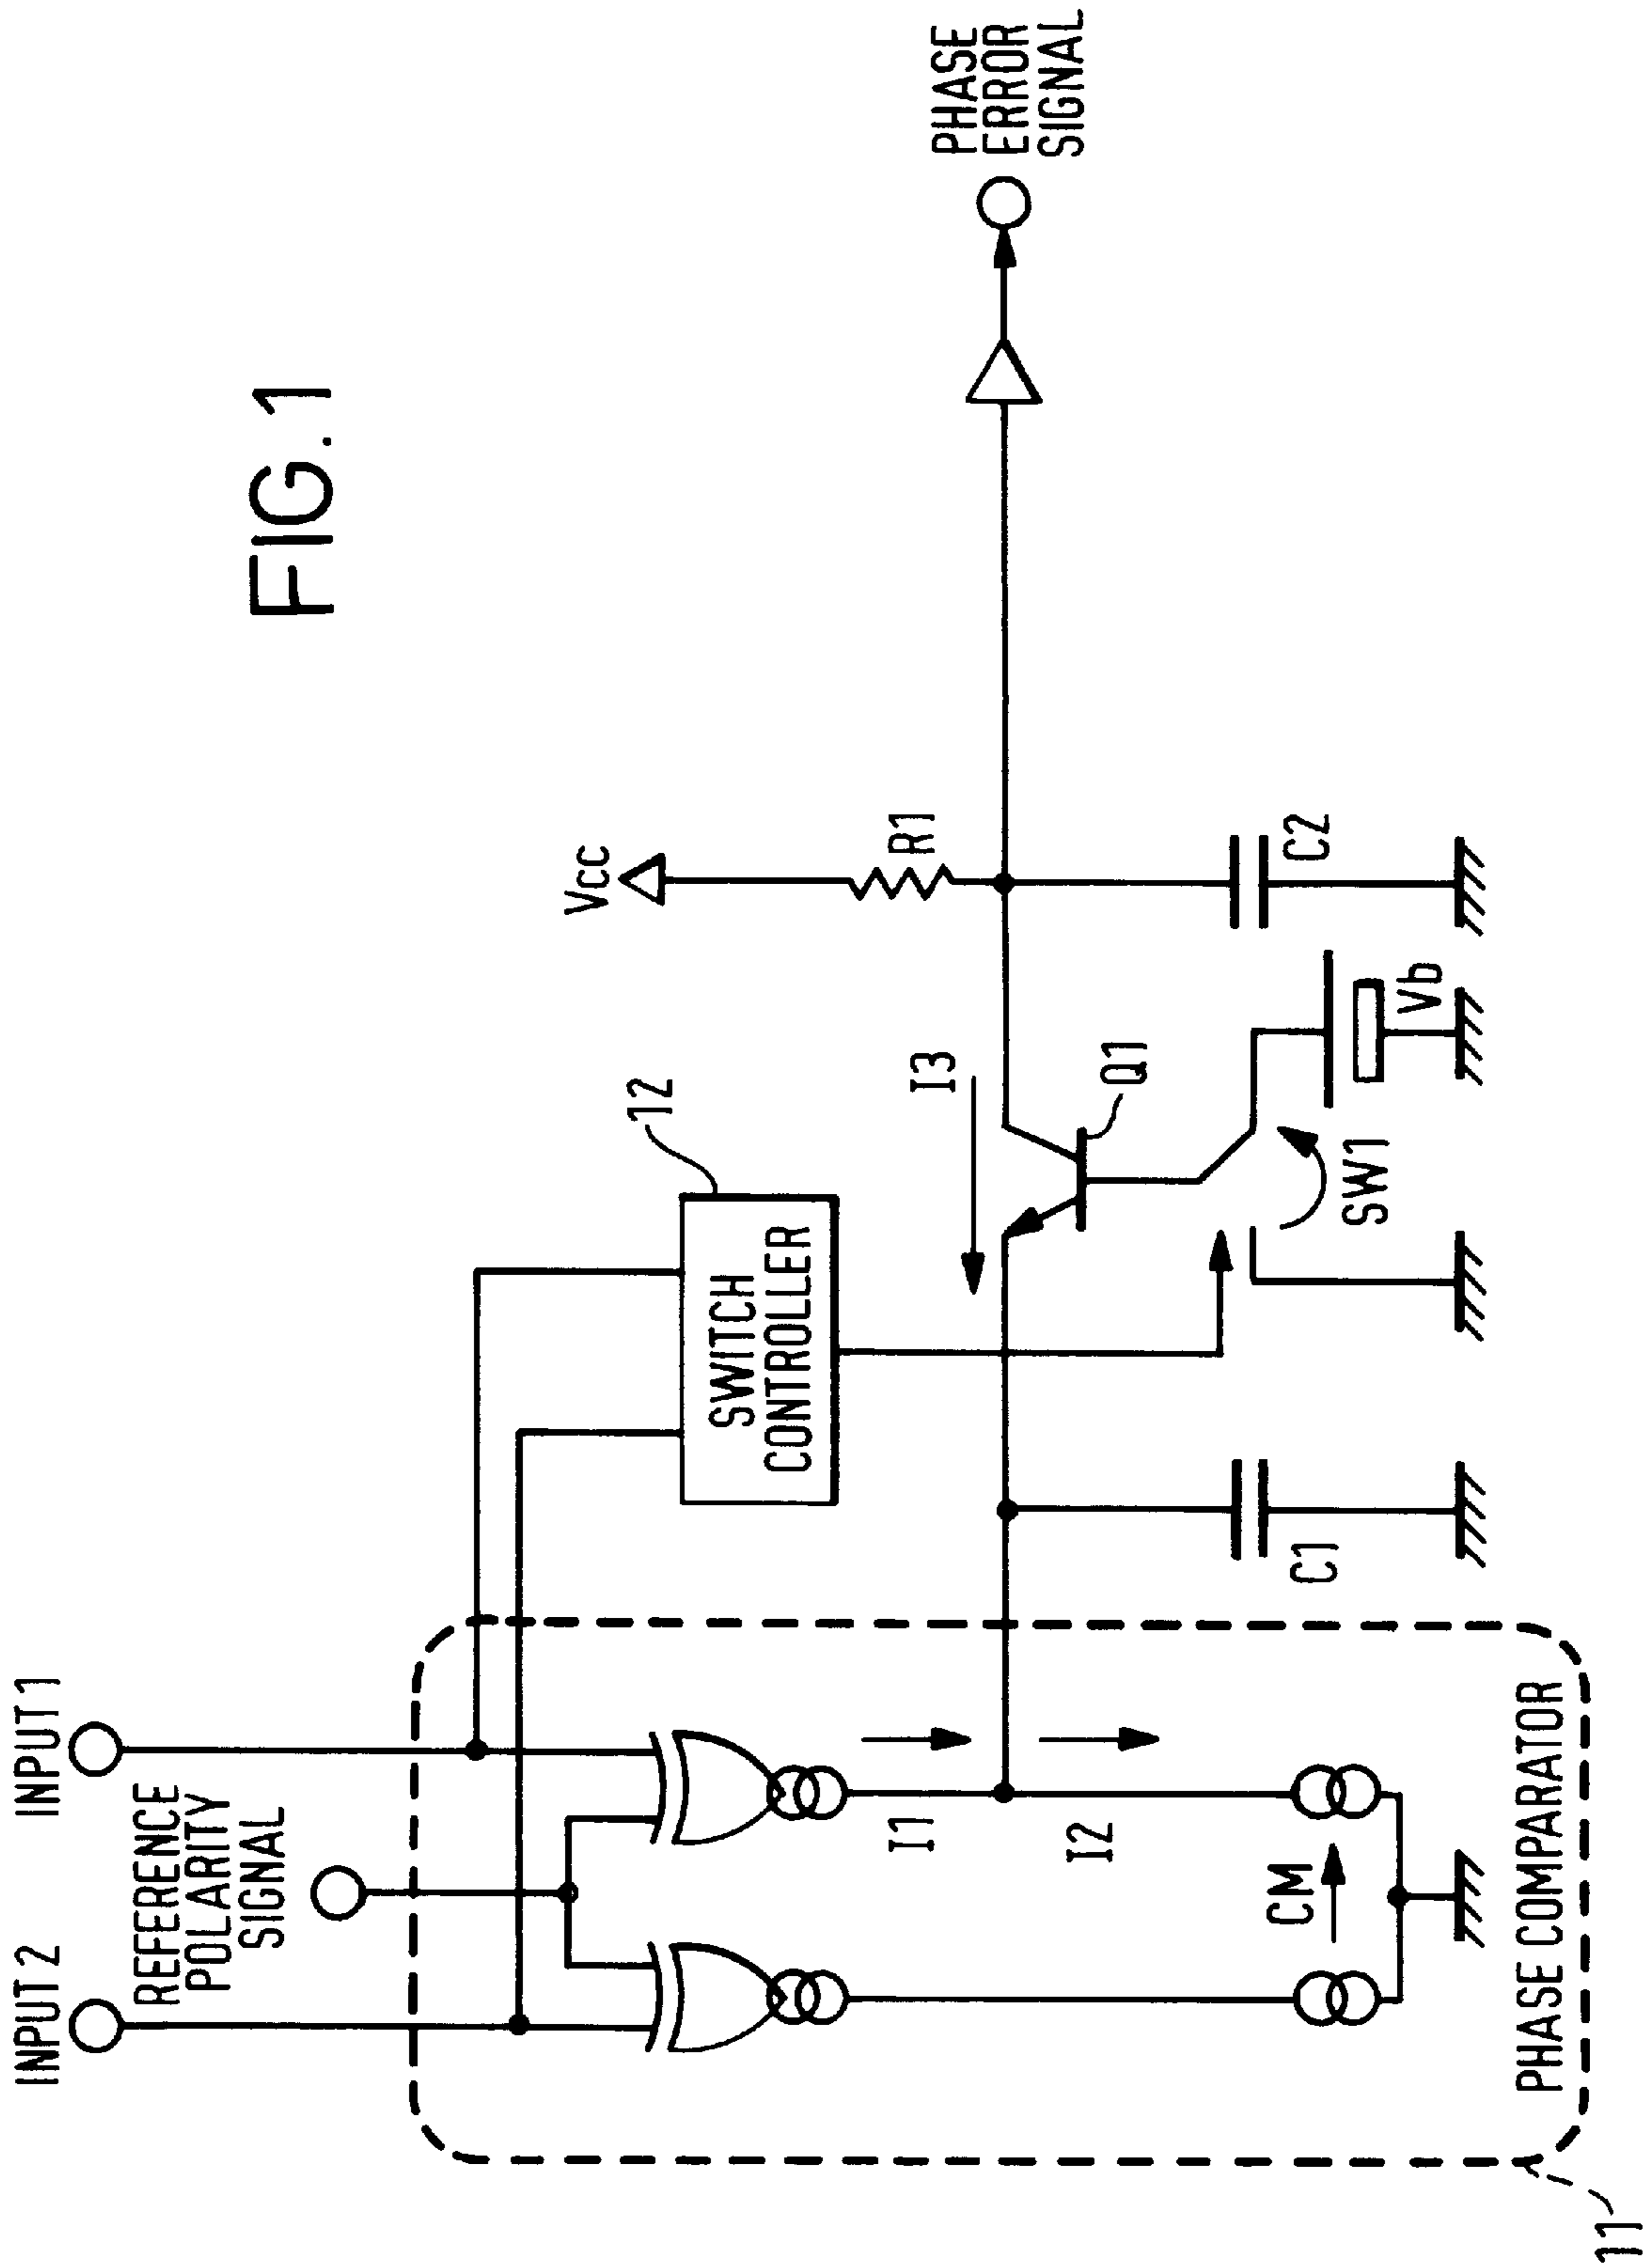 FIG. 1
INPUT 2
INPUT 1
REFERENCE
POLARITY
SIGNAL
Vcc
12
SWITCH
CONTROLLER
R1
PHASE
ERROR
SIGNAL
I1
I3
I2
Q1
CM
C1
SW1
Vb
C2
PHASE COMPARATOR
11